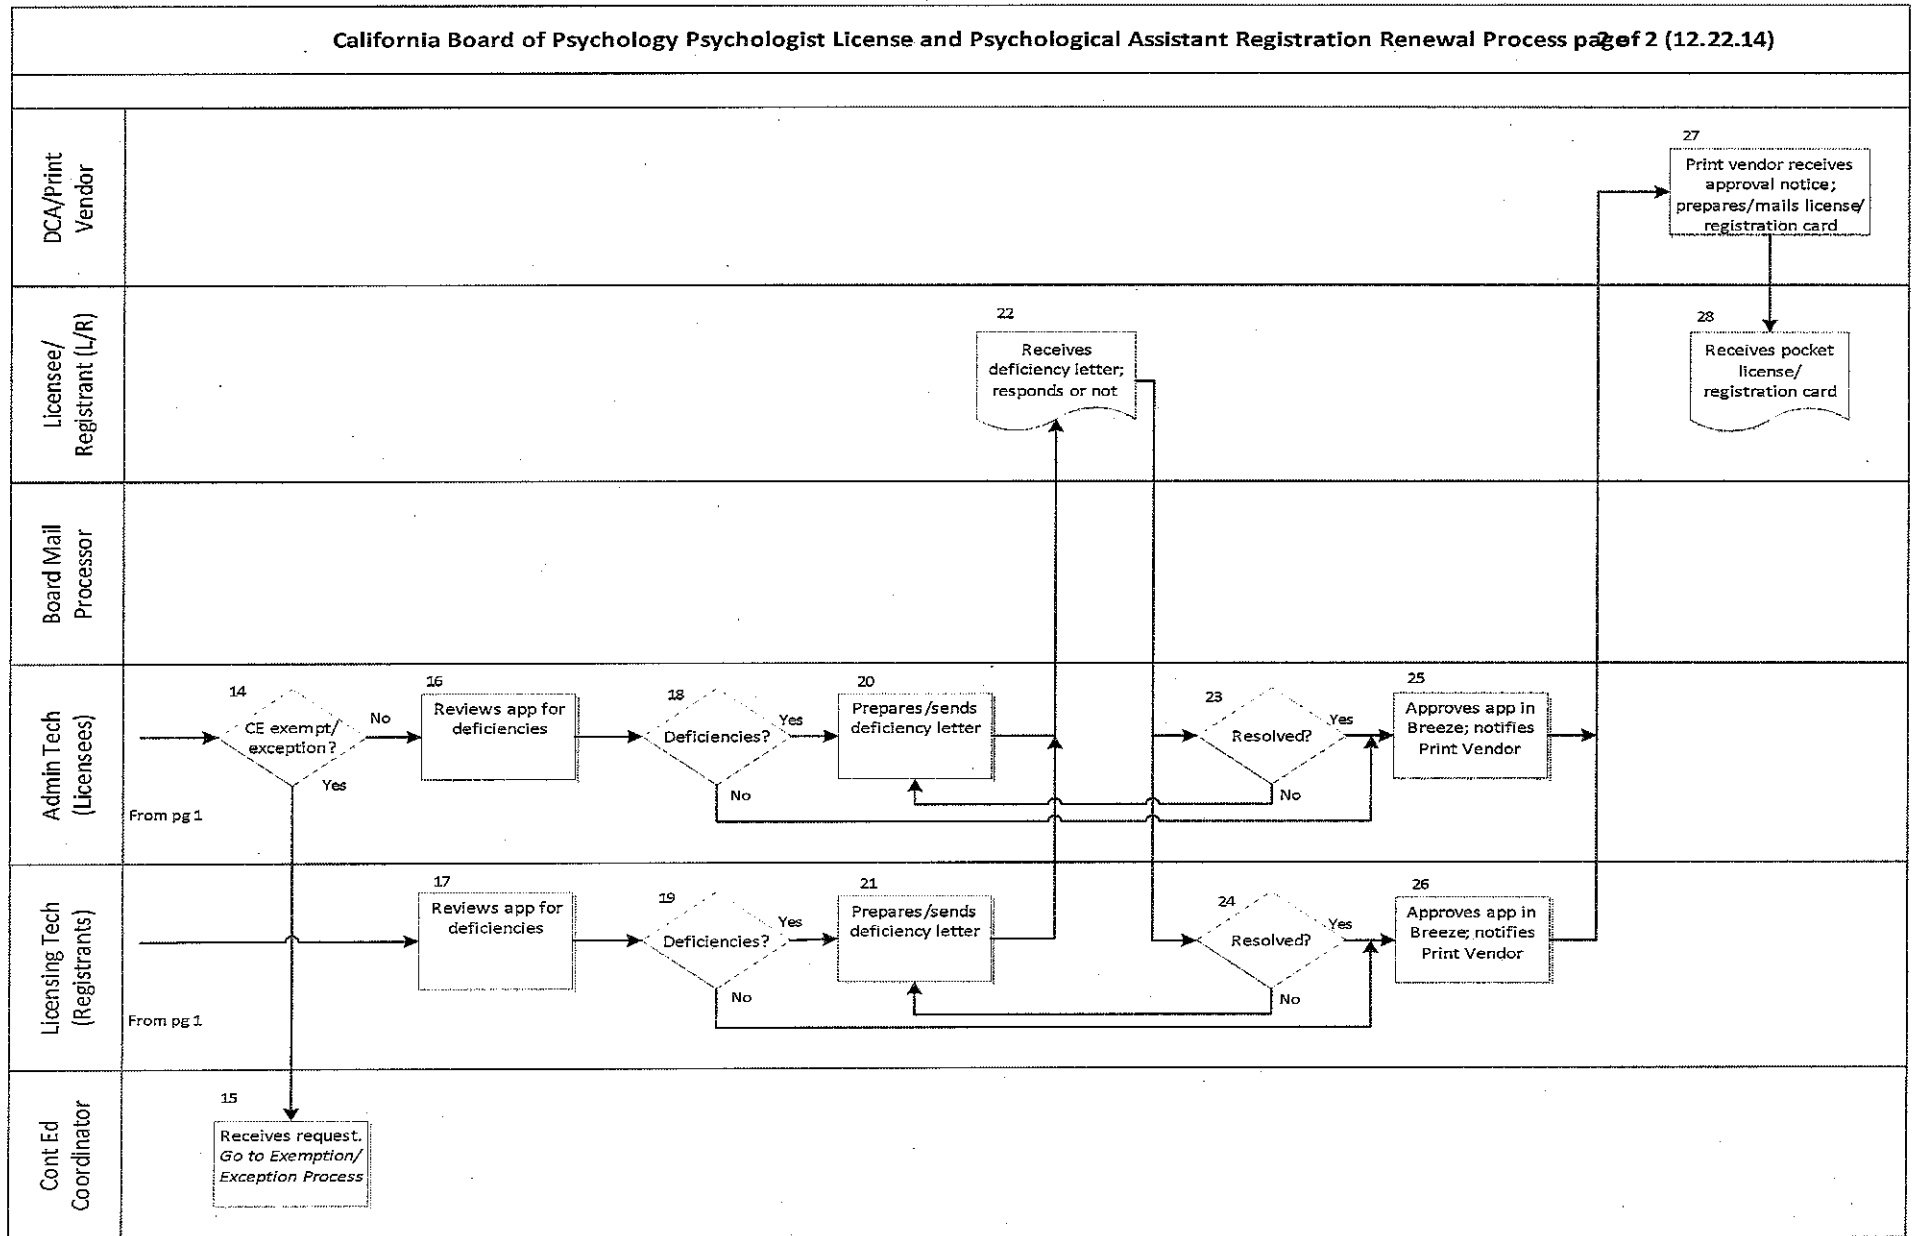 California Board of Psychology Psychologist License and Psychological Assistant Registration Renewal Process page 2 of 2 (12.22.14)
DCA/Print
Vendor
27
Print vendor receives
approval notice;
prepares/mails license/
registration card
Licensee/
Registrant (L/R)
22
Receives
deficiency letter;
responds or not
28
Receives pocket
license/
registration card
Board Mail
Processor
Admin Tech
(Licensees)
From pg 1
14
CE exempt/
exception?
No
Yes
16
Reviews app for
deficiencies
18
Deficiencies?
Yes
No
20
Prepares/sends
deficiency letter
23
Resolved?
Yes
No
25
Approves app in
Breeze; notifies
Print Vendor
Licensing Tech
(Registrants)
From pg 1
17
Reviews app for
deficiencies
19
Deficiencies?
Yes
No
21
Prepares/sends
deficiency letter
24
Resolved?
Yes
No
26
Approves app in
Breeze; notifies
Print Vendor
Cont Ed
Coordinator
15
Receives request.
Go to Exemption/
Exception Process